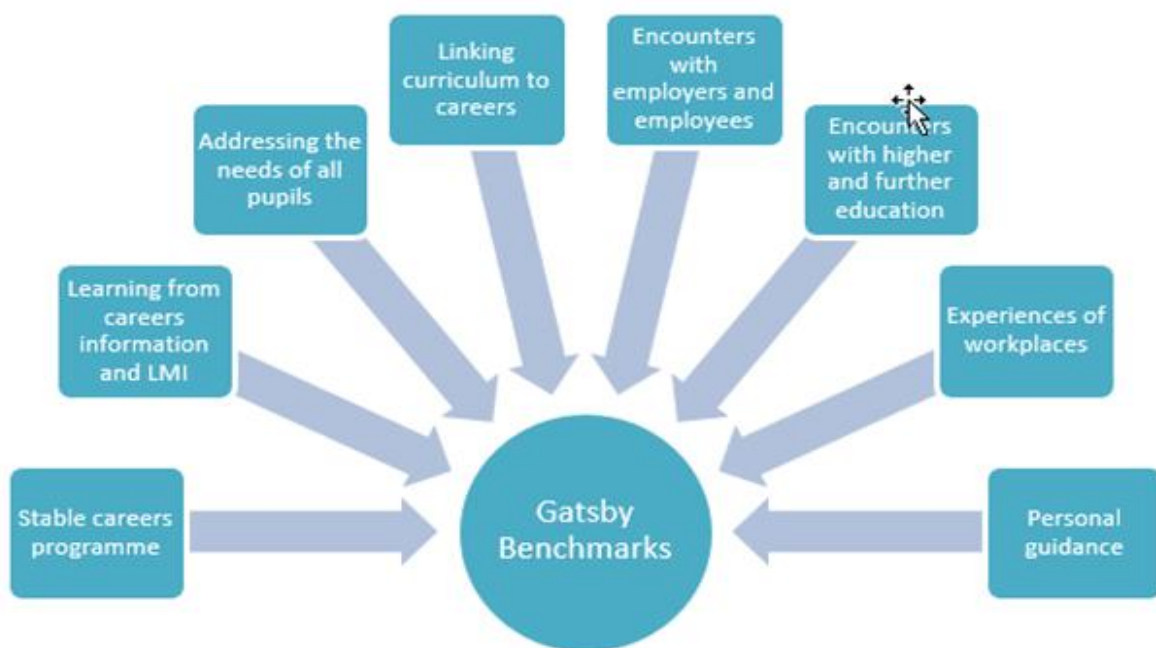 Stable careers
programme
Learning from
careers
information
and LMI
Addressing the
needs of all
pupils
Linking
curriculum to
careers
Encounters
with
employers and
employees
Encounters
with higher
and further
education
Experiences of
workplaces
Personal
guidance
Gatsby
Benchmarks